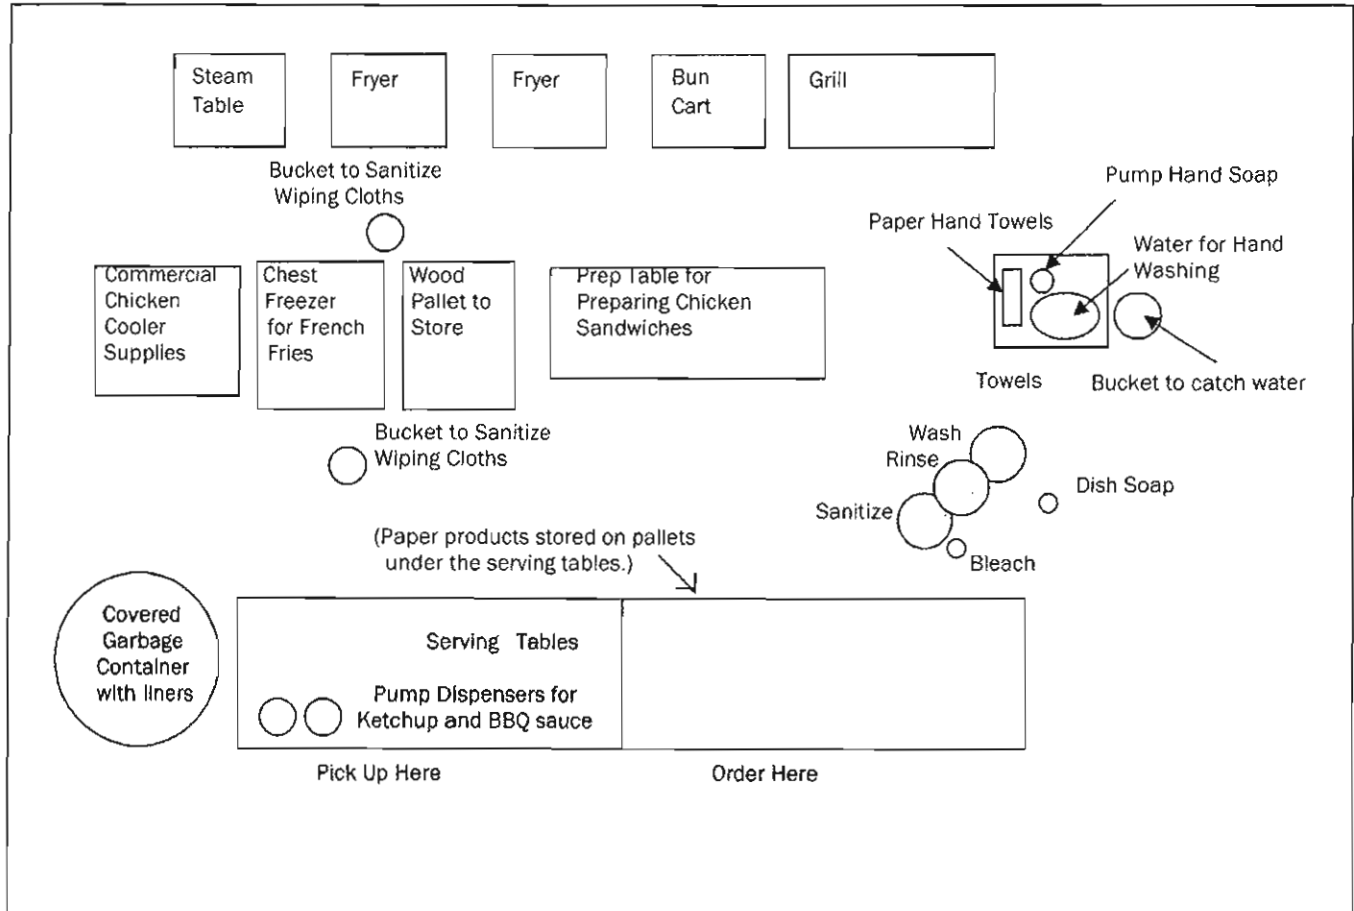 Steam
Table
Fryer
Fryer
Bun
Cart
Grill
Bucket to Sanitize
Wiping Cloths
Pump Hand Soap
Paper Hand Towels
Water for Hand
Washing
Commercial
Chicken
Cooler
Supplies
Chest
Freezer
for French
Fries
Wood
Pallet to
Store
Prep Table for
Preparing Chicken
Sandwiches
Towels
Bucket to catch water
Bucket to Sanitize
Wiping Cloths
Wash
Rinse
Sanitize
Dish Soap
Bleach
(Paper products stored on pallets
under the serving tables.)
Covered
Garbage
Container
with liners
Serving Tables
Pump Dispensers for
Ketchup and BBQ sauce
Pick Up Here
Order Here